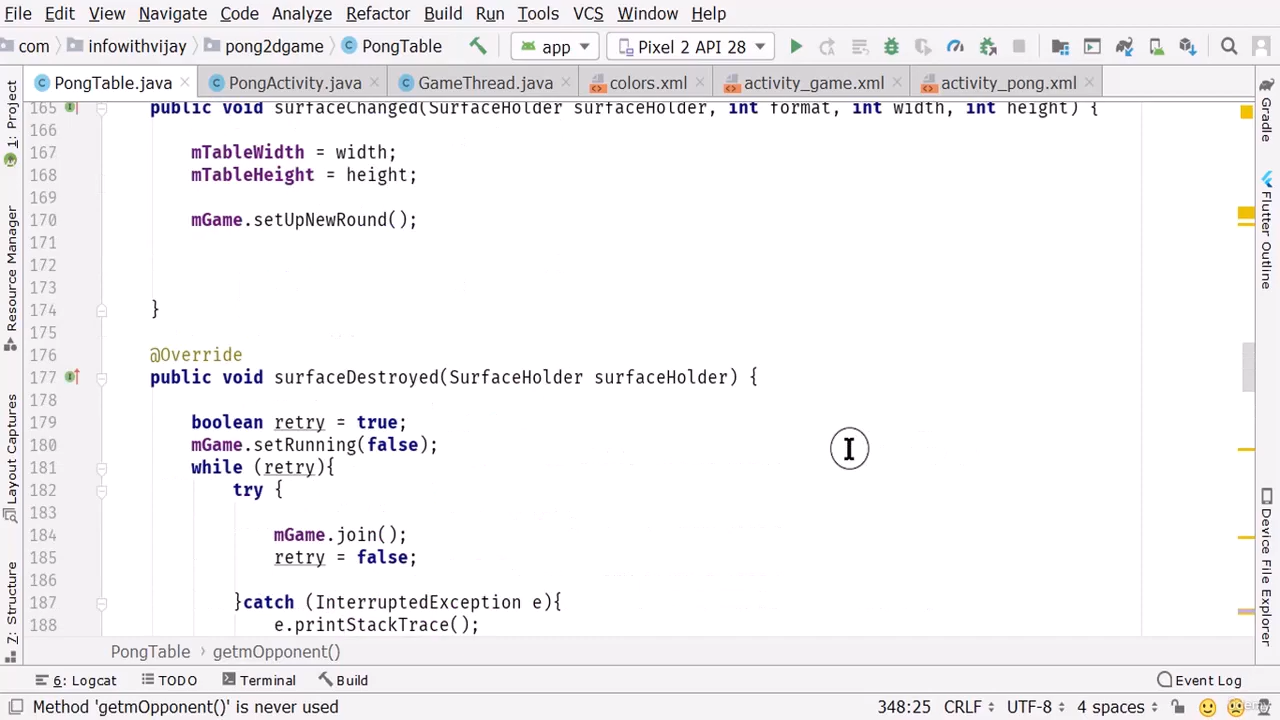 File Edit View Navigate Code Analyze Refactor Build Run Tools VCS Window Help
com infowithvijay pong2dgame PongTable app Pixel 2 API 28
PongTable.java PongActivity.java GameThread.java colors.xml activity_game.xml activity_pong.xml
1: Project
Resource Manager
Layout Captures
7: Structure
165 public void surfaceChanged(SurfaceHolder surfaceHolder, int format, int width, int height) {
166
167 mTableWidth = width;
168 mTableHeight = height;
169
170 mGame.setUpNewRound();
171
172
173
174 }
175
176 @Override
177 public void surfaceDestroyed(SurfaceHolder surfaceHolder) {
178
179 boolean retry = true;
180 mGame.setRunning(false);
181 while (retry){
182 try {
183
184 mGame.join();
185 retry = false;
186
187 }catch (InterruptedException e){
188 e.printStackTrace();
Gradle
Flutter Outline
Device File Explorer
PongTable getmOpponent()
6: Logcat TODO Terminal Build Event Log
Method 'getmOpponent()' is never used 348:25 CRLF UTF-8 4 spaces